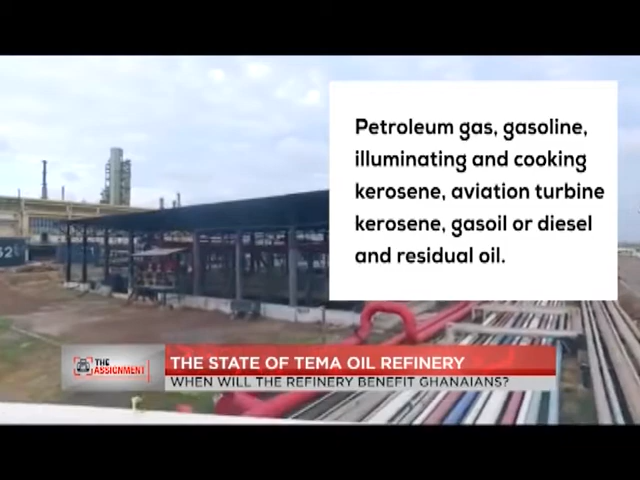 Petroleum gas, gasoline,
illuminating and cooking
kerosene, aviation turbine
kerosene, gasoil or diesel
and residual oil.
THE
ASSIGNMENT
THE STATE OF TEMA OIL REFINERY
WHEN WILL THE REFINERY BENEFIT GHANAIANS?